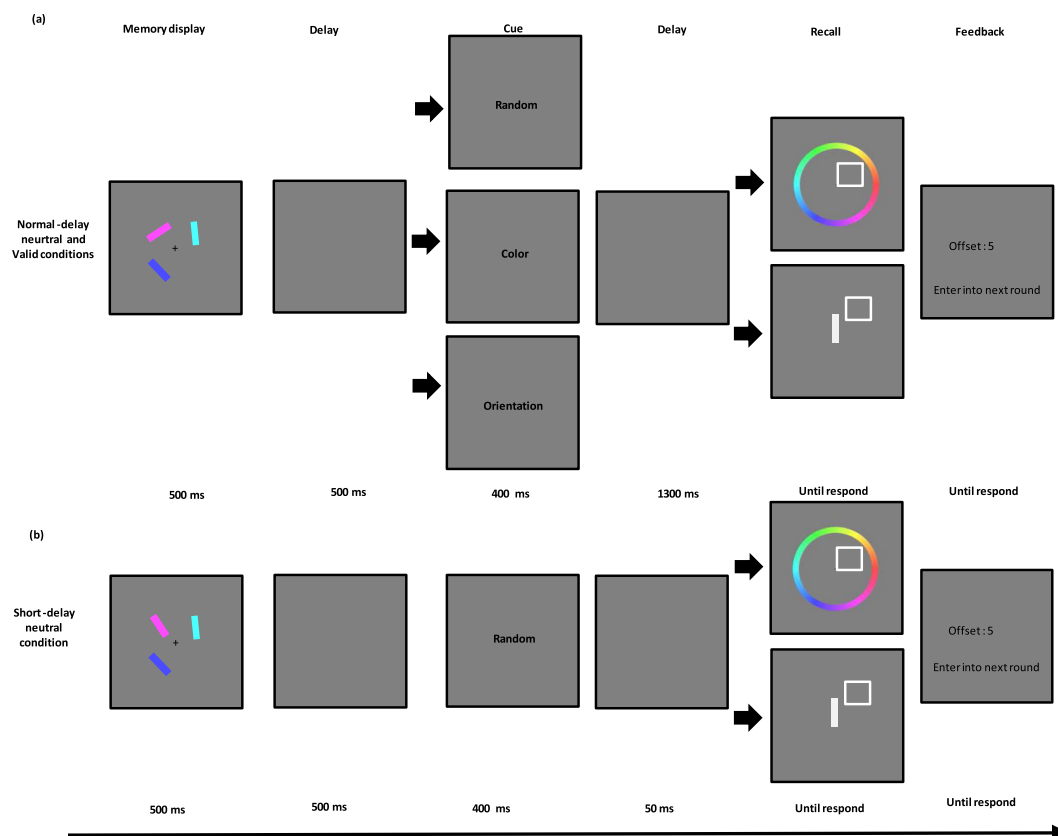 (a)
Memory display
Delay
Cue
Delay
Recall
Feedback
Random
Normal-delay
neurtral and
Valid conditions
Color
Offset : 5
Enter into next round
Orientation
500 ms
500 ms
400 ms
1300 ms
Until respond
Until respond
(b)
Short-delay
neutral
condition
Random
Offset : 5
Enter into next round
500 ms
500 ms
400 ms
50 ms
Until respond
Until respond